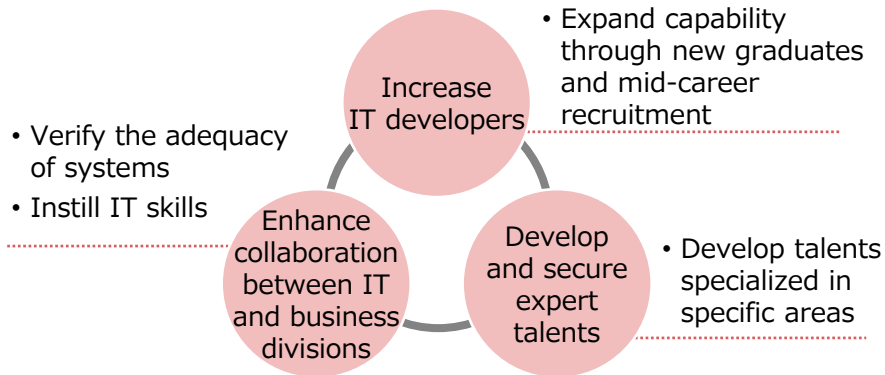 Increase
IT developers
• Expand capability
through new graduates
and mid-career
recruitment
• Verify the adequacy
of systems
• Instill IT skills
Enhance
collaboration
between IT
and business
divisions
Develop
and secure
expert
talents
• Develop talents
specialized in
specific areas